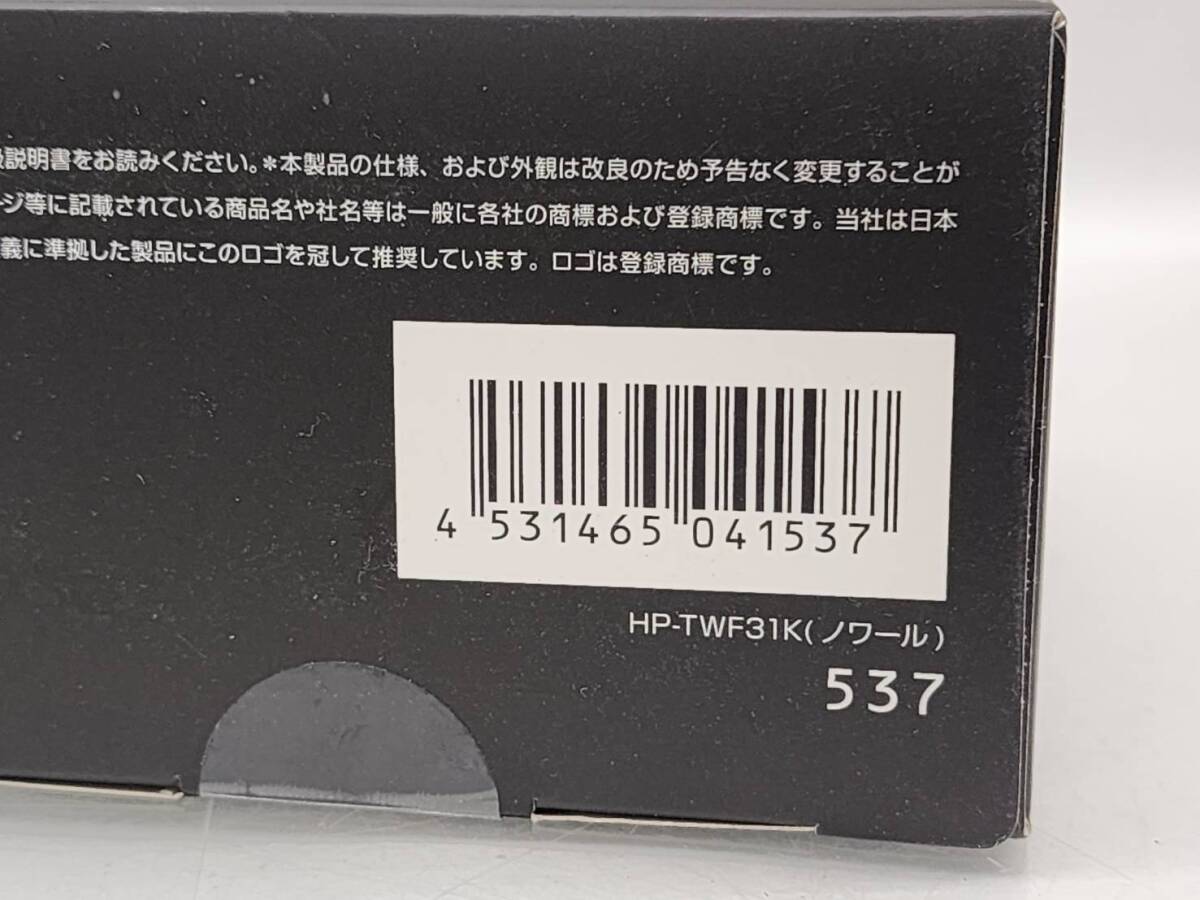 説明書をお読みください。＊本製品の仕様、および外観は改良のため予告なく変更することが
ージ等に記載されている商品名や社名等は一般に各社の商標および登録商標です。当社は日本
義に準拠した製品にこのロゴを冠して推奨しています。ロゴは登録商標です。
4 531465 041537
HP-TWF31K(ノワール)
537